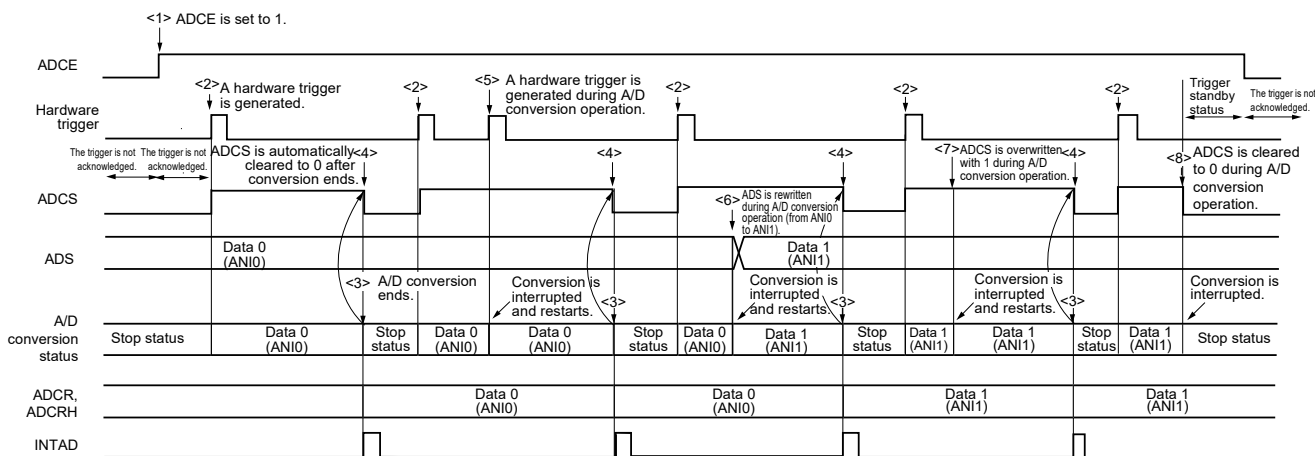 <1> ADCE is set to 1.
ADCE
<2> A hardware trigger
is generated.
<2>
<5> A hardware trigger is
generated during A/D
conversion operation.
<2>
<2>
<2>
Trigger
standby
status
The trigger is not
acknowledged.
Hardware
trigger
The trigger is not
acknowledged.
The trigger is not
acknowledged.
ADCS is automatically
cleared to 0 after
conversion ends.
<4>
<4>
<4>
<7> ADCS is overwritten
with 1 during A/D
conversion operation.
<4>
<8> ADCS is cleared
to 0 during A/D
conversion
operation.
ADCS
<6> ADS is rewritten
during A/D conversion
operation (from ANI0
to ANI1).
ADS
Data 0
(ANI0)
Data 1
(ANI1)
<3> A/D conversion
ends.
Conversion is
interrupted
and restarts.
<3>
Conversion is
interrupted
and restarts.
<3>
Conversion is
interrupted
and restarts.
<3>
Conversion is
interrupted.
A/D
conversion
status
Stop status
Data 0
(ANI0)
Stop
status
Data 0
(ANI0)
Data 0
(ANI0)
Stop
status
Data 0
(ANI0)
Data 1
(ANI1)
Stop
status
Data 1
(ANI1)
Data 1
(ANI1)
Stop
status
Data 1
(ANI1)
Stop status
ADCR,
ADCRH
Data 0
(ANI0)
Data 0
(ANI0)
Data 1
(ANI1)
Data 1
(ANI1)
INTAD